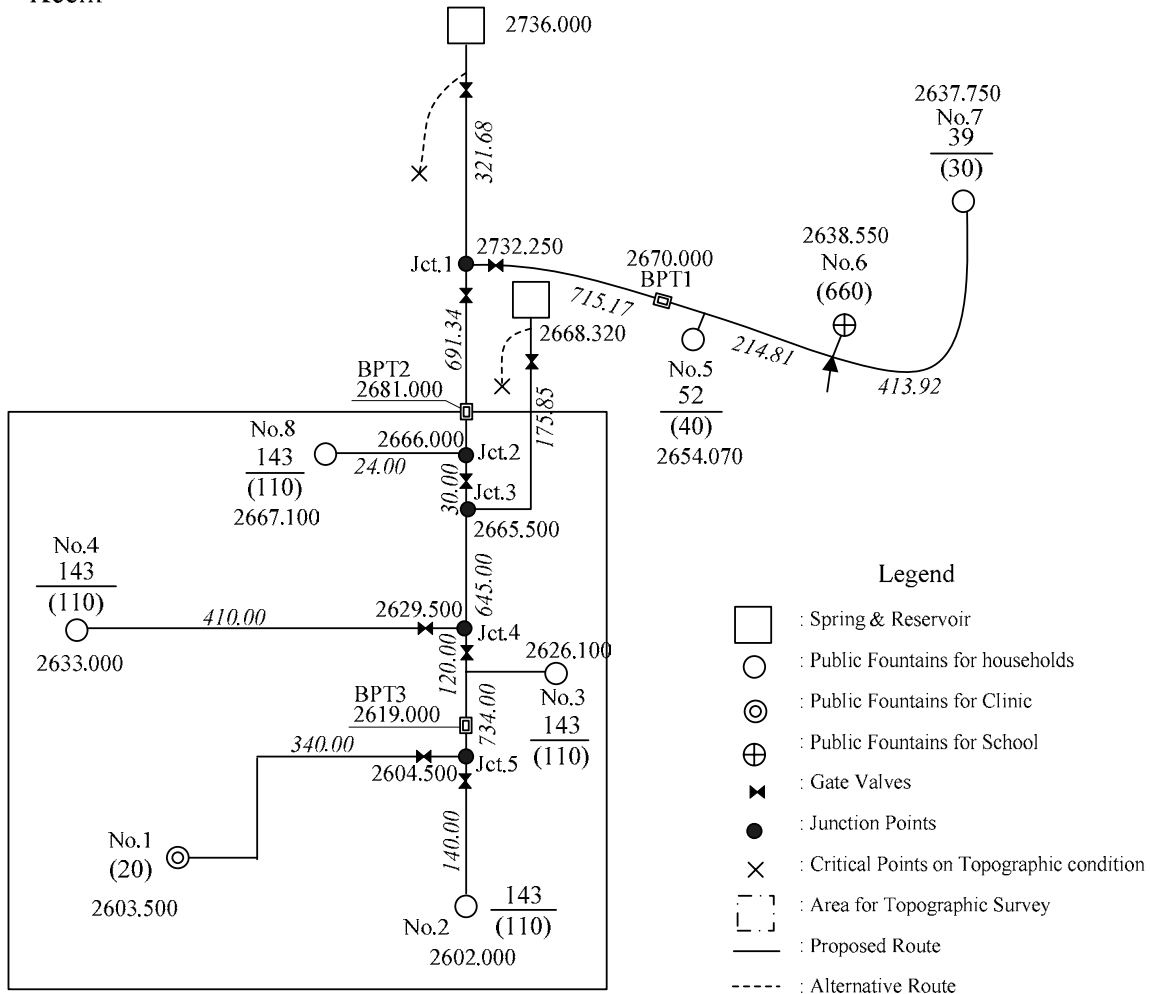 2736.000
321.68
2637.750
No.7
39
(30)
Jct.1
2732.250
2670.000
BPT1
715.17
2638.550
No.6
(660)
691.34
2668.320
No.5
52
(40)
2654.070
214.81
413.92
BPT2
2681.000
175.85
No.8
143
(110)
2667.100
24.00
2666.000
Jct.2
30.00
Jct.3
2665.500
No.4
143
(110)
2633.000
410.00
2629.500
645.00
Jct.4
120.00
2626.100
No.3
143
(110)
BPT3
2619.000
734.00
340.00
2604.500
Jct.5
No.1
(20)
2603.500
140.00
No.2
143
(110)
2602.000
Legend
: Spring & Reservoir
: Public Fountains for households
: Public Fountains for Clinic
: Public Fountains for School
: Gate Valves
: Junction Points
: Critical Points on Topographic condition
: Area for Topographic Survey
: Proposed Route
: Alternative Route